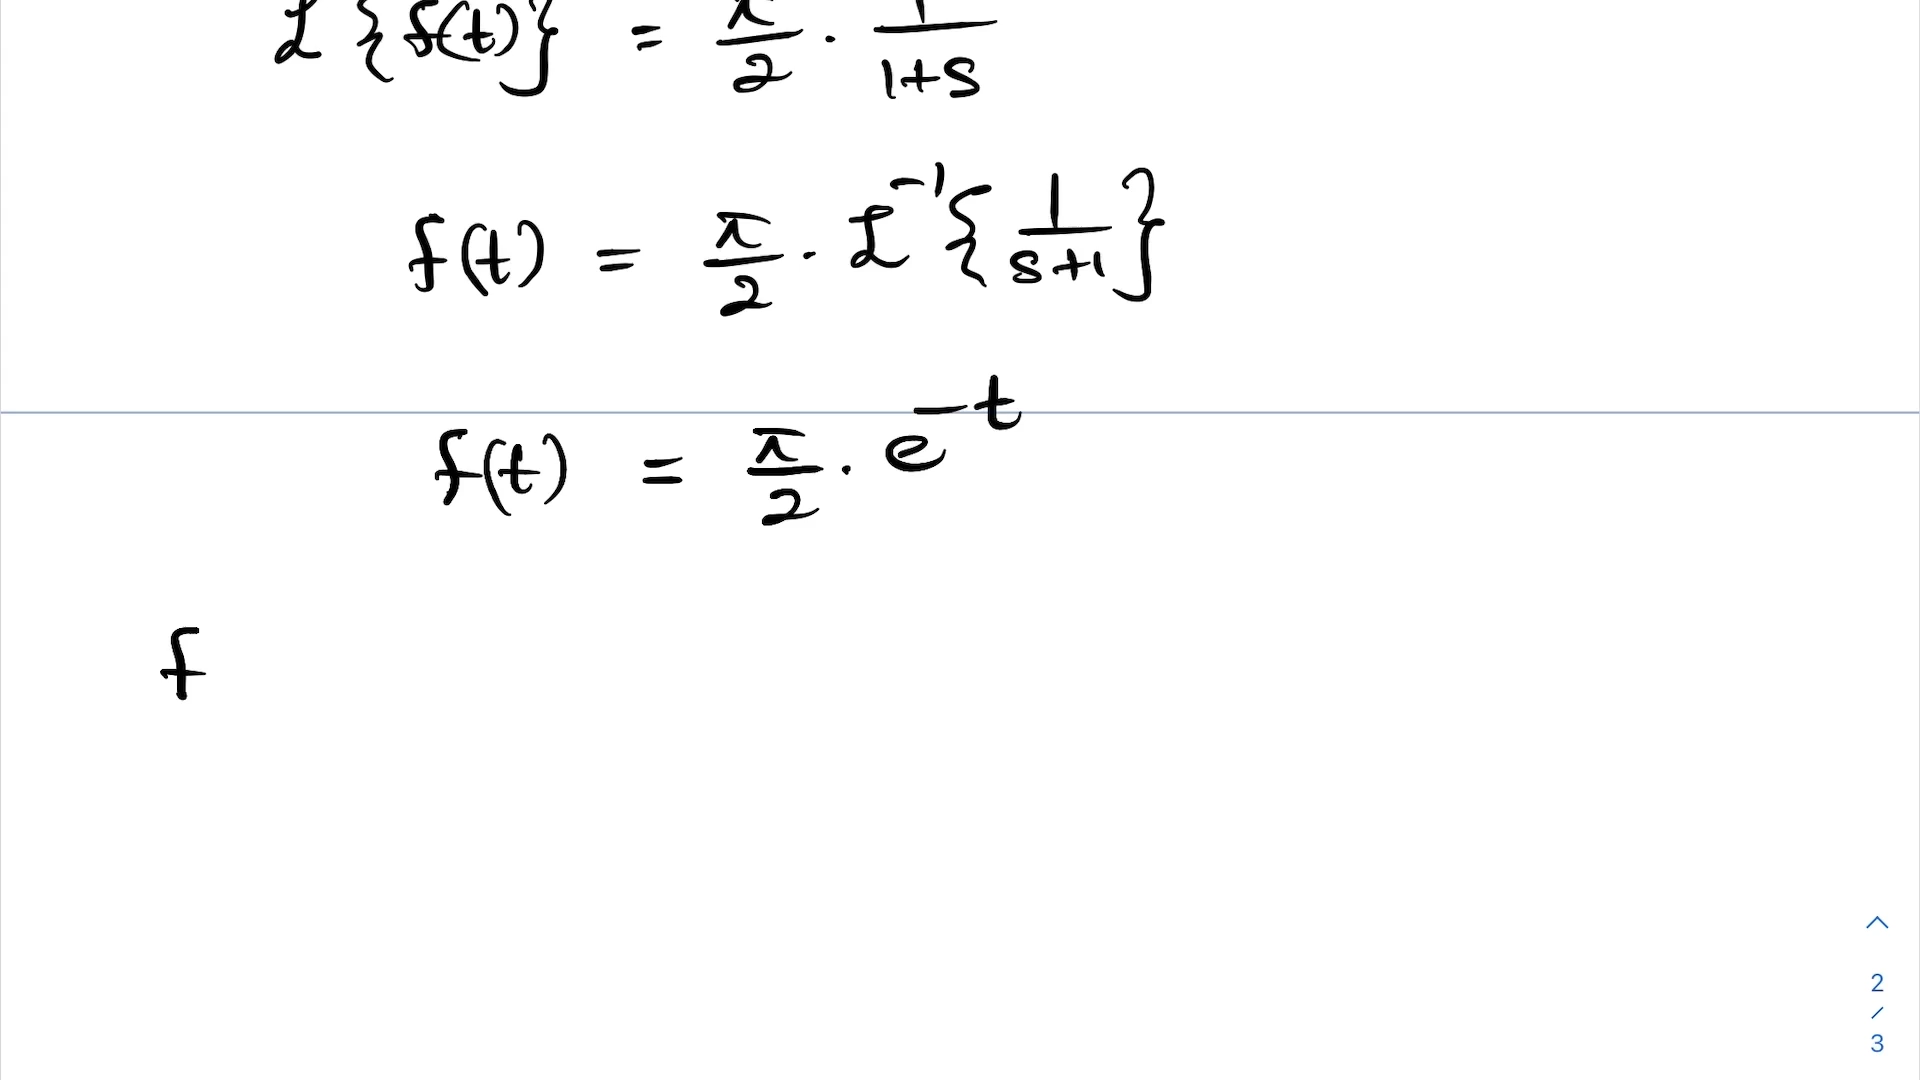 ℒ{f(t)} = π/2 · 1/(1+s)
f(t) = π/2 · ℒ⁻¹{1/(s+1)}
f(t) = π/2 · e^(-t)
f
2
/
3